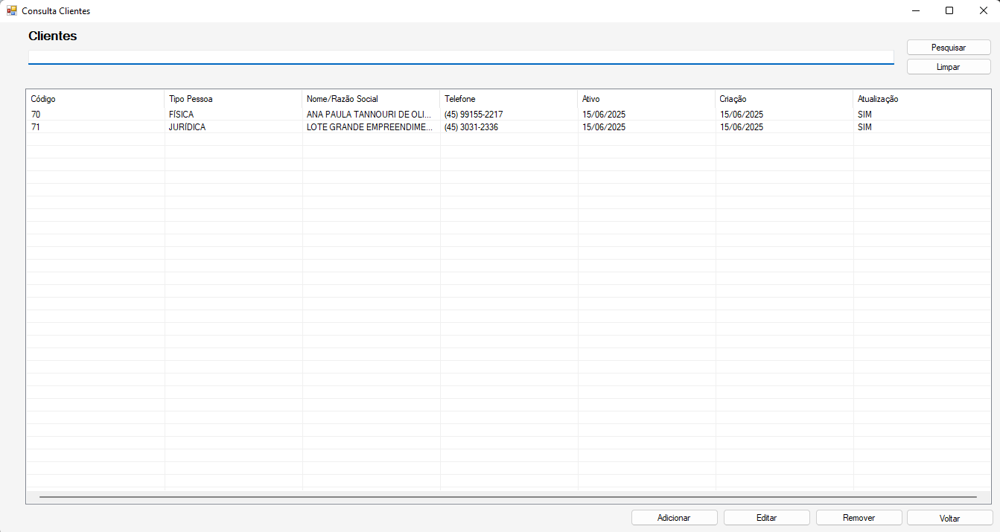 Consulta Clientes
Clientes
Pesquisar
Limpar
Código Tipo Pessoa Nome/Razão Social Telefone Ativo Criação Atualização
70 FÍSICA ANA PAULA TANNOURI DE OLI... (45) 99155-2217 15/06/2025 15/06/2025 SIM
71 JURÍDICA LOTE GRANDE EMPREENDIME... (45) 3031-2336 15/06/2025 15/06/2025 SIM
Adicionar Editar Remover Voltar